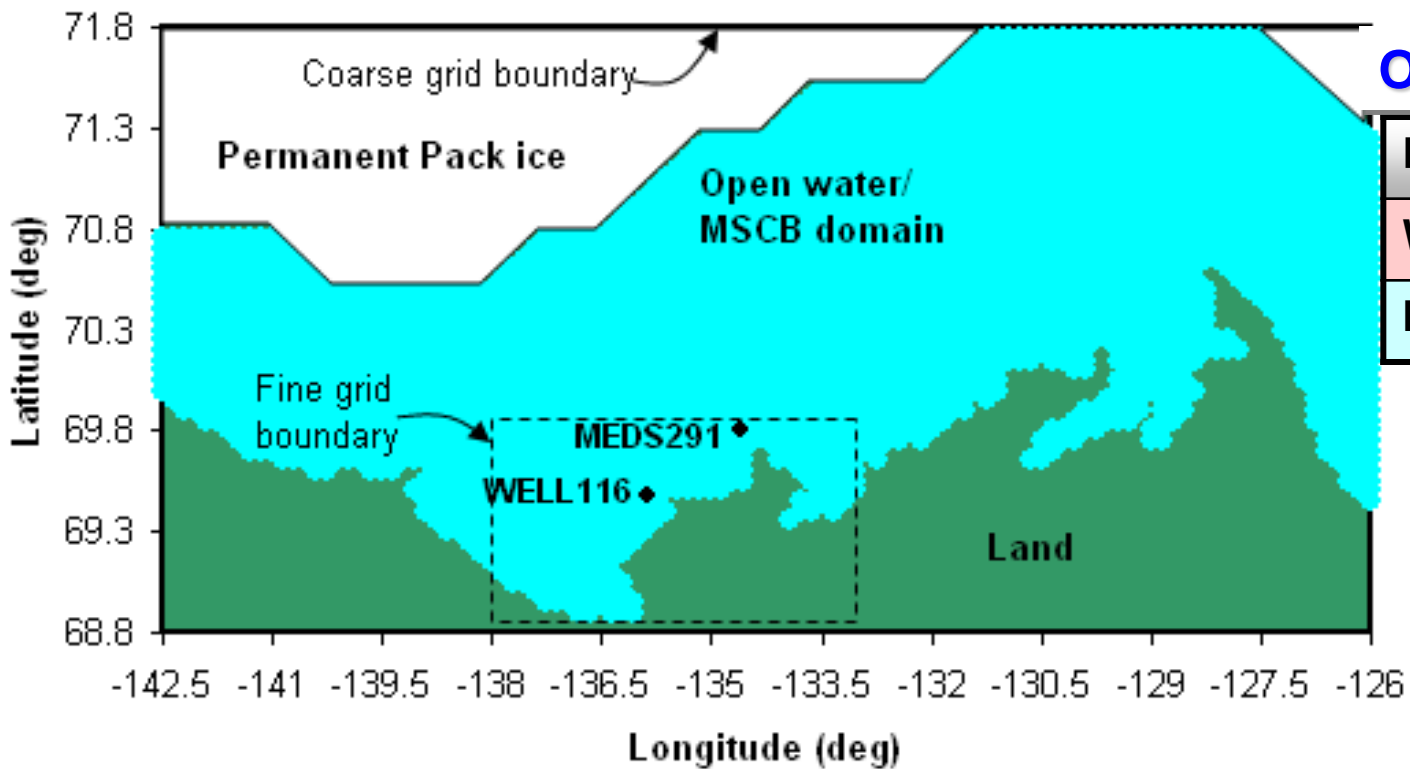 71.8
71.3
70.8
70.3
69.8
69.3
68.8
Latitude (deg)
Coarse grid boundary
Permanent Pack ice
Open water/
MSCB domain
Fine grid
boundary
MEDS291
WELL116
Land
-142.5 -141 -139.5 -138 -136.5 -135 -133.5 -132 -130.5 -129 -127.5 -126
Longitude (deg)